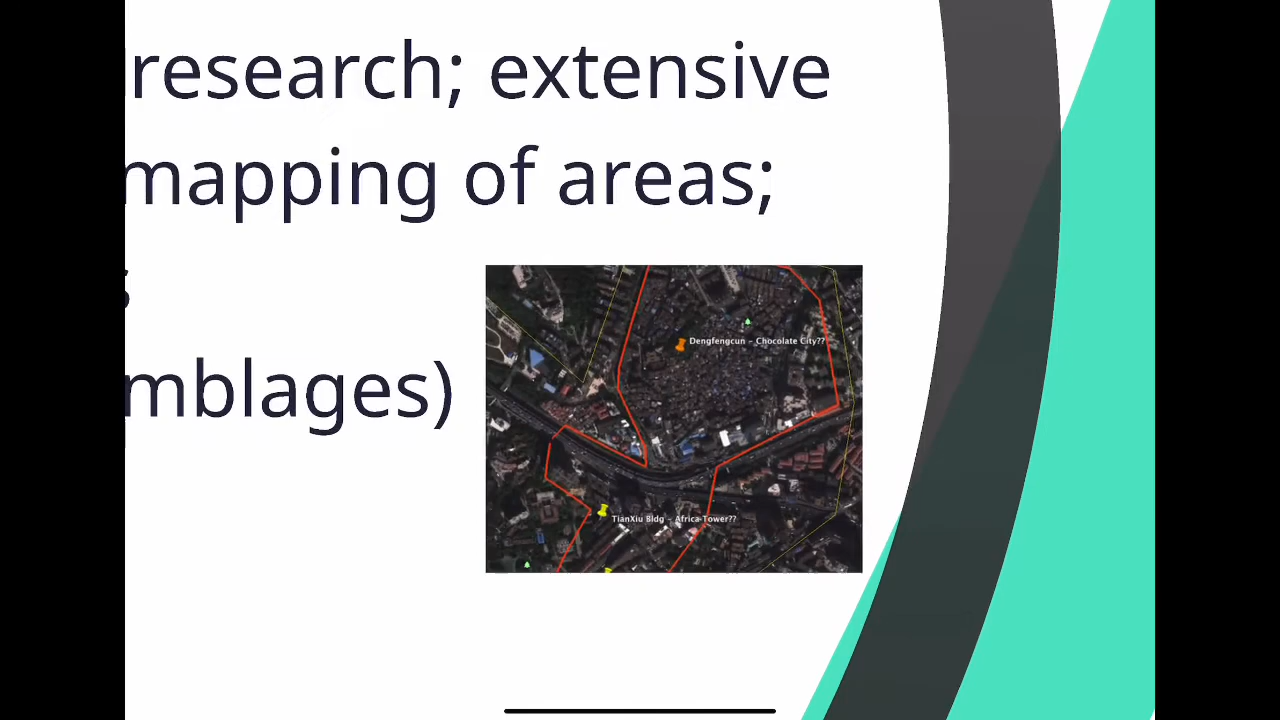 research; extensive
mapping of areas;
s
mblages)
Dengfengcun - Chocolate City??
TianXiu Bldg - Africa Tower??